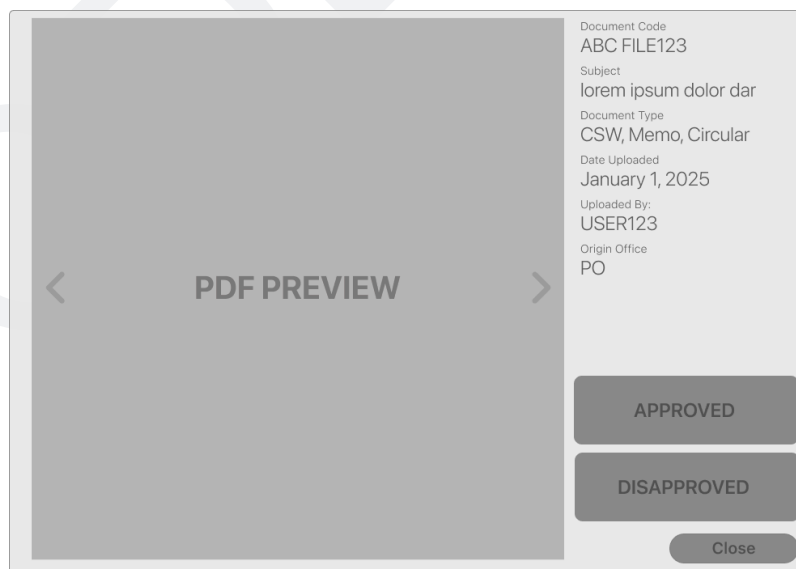 Document Code
ABC FILE123
Subject
lorem ipsum dolor dar
Document Type
CSW, Memo, Circular
Date Uploaded
January 1, 2025
Uploaded By:
USER123
Origin Office
PO
PDF PREVIEW
APPROVED
DISAPPROVED
Close